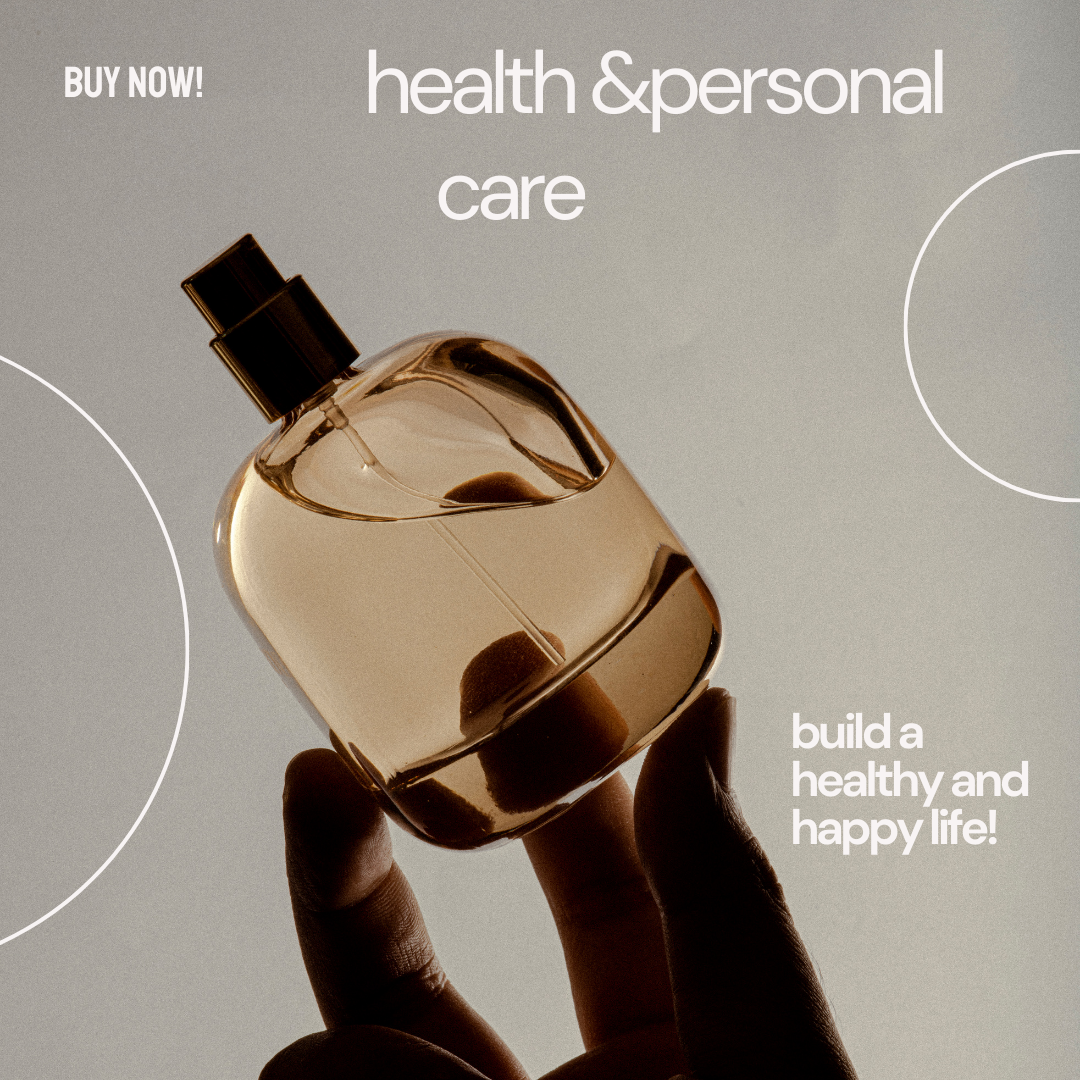 BUY NOW!
health &personal
care
build a
healthy and
happy life!